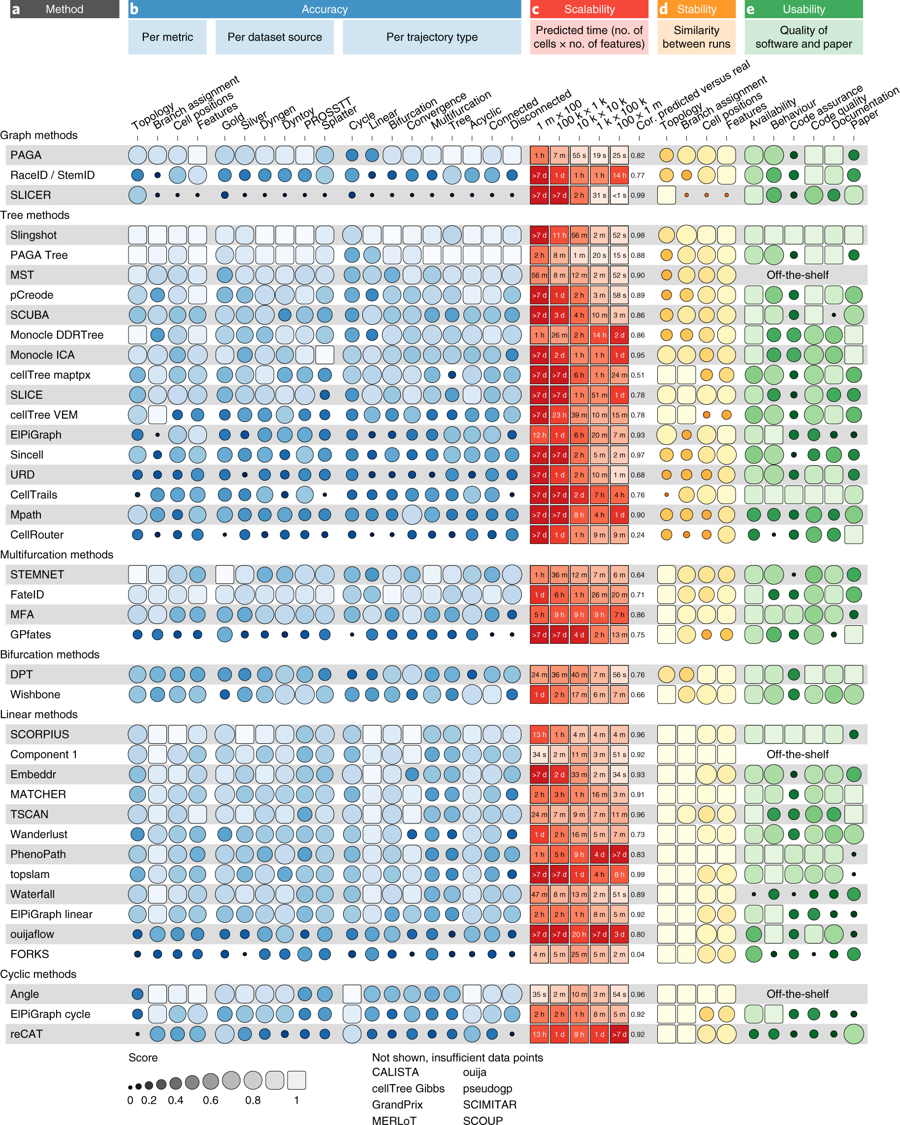 a Method b Accuracy c Scalability d Stability e Usability
Per metric Per dataset source Per trajectory type Predicted time (no. of cells × no. of features) Similarity between runs Quality of software and paper
Topology Branch assignment Cell positions Features Gold Silver Dyngen Dyntoy PROSSTT Splatter Cycle Linear Bifurcation Convergence Multifurcation Tree Acyclic Connected Disconnected 1 m × 100 100 k × 1 k 10 k × 10 k 1 k × 100 k 100 × 1 m Cor. predicted versus real Topology Branch assignment Cell positions Features Availability Behaviour Code assurance Code quality Documentation Paper
Graph methods
PAGA 1 h 7 m 55 s 19 s 25 s 0.82
RaceID / StemID >7 d 1 d 2 h 1 h 14 h 0.77
SLICER >7 d >7 d 2 h 31 s <1 s 0.99
Tree methods
Slingshot >7 d 11 h 56 m 2 m 52 s 0.98
PAGA Tree 2 h 8 m 1 m 20 s 15 s 0.88
MST 56 m 8 m 12 m 2 m 52 s 0.90 Off-the-shelf
pCreode >7 d 1 d 2 h 3 m 58 s 0.89
SCUBA >7 d 3 d 4 h 10 m 3 m 0.86
Monocle DDRTree 1 h 26 m 2 h 14 h 2 d 0.86
Monocle ICA >7 d 2 d 1 h 1 h 1 d 0.95
cellTree maptpx >7 d >7 d 6 h 1 h 24 m 0.51
SLICE >7 d >7 d 1 h 51 m 1 d 0.78
cellTree VEM >7 d 23 h 39 m 10 m 15 m 0.78
ElPiGraph 12 h 1 d 6 h 20 m 7 m 0.93
Sincell >7 d >7 d 2 h 5 m 2 m 0.97
URD >7 d 1 d 2 h 10 m 1 m 0.68
CellTrails >7 d >7 d 2 d 7 h 4 h 0.76
Mpath >7 d >7 d 8 h 4 h 1 d 0.90
CellRouter >7 d 1 d 1 h 9 m 9 m 0.24
Multifurcation methods
STEMNET 1 h 36 m 12 m 7 m 6 m 0.64
FateID 1 d 6 h 1 h 26 m 20 m 0.71
MFA 5 h 9 h 9 h 9 h 7 h 0.86
GPfates >7 d >7 d 4 d 2 h 13 m 0.75
Bifurcation methods
DPT 24 m 36 m 40 m 7 m 56 s 0.76
Wishbone 1 d 2 h 17 m 6 m 7 m 0.66
Linear methods
SCORPIUS 13 h 1 h 4 m 4 m 4 m 0.96
Component 1 34 s 2 m 11 m 3 m 51 s 0.92 Off-the-shelf
Embeddr >7 d 2 d 33 m 2 m 34 s 0.93
MATCHER 2 h 3 h 1 h 16 m 3 m 0.91
TSCAN 24 m 7 m 9 m 7 m 11 m 0.96
Wanderlust 1 d 2 h 16 m 5 m 7 m 0.73
PhenoPath 1 h 5 h 9 h 4 d >7 d 0.83
topslam >7 d >7 d 1 d 4 h 8 h 0.99
Waterfall 47 m 8 m 13 m 2 m 51 s 0.89
ElPiGraph linear 2 h 2 h 1 h 8 m 5 m 0.92
ouijaflow >7 d >7 d 20 h >7 d 3 d 0.80
FORKS 4 m 5 m 25 m 5 m 2 m 0.04
Cyclic methods
Angle 35 s 2 m 10 m 3 m 54 s 0.96 Off-the-shelf
ElPiGraph cycle 2 h 2 h 1 h 8 m 5 m 0.92
reCAT 13 h 1 d 9 h 1 d >7 d 0.92
Score
0 0.2 0.4 0.6 0.8 1
Not shown, insufficient data points
CALISTA ouija
cellTree Gibbs pseudogp
GrandPrix SCIMITAR
MERLoT SCOUP